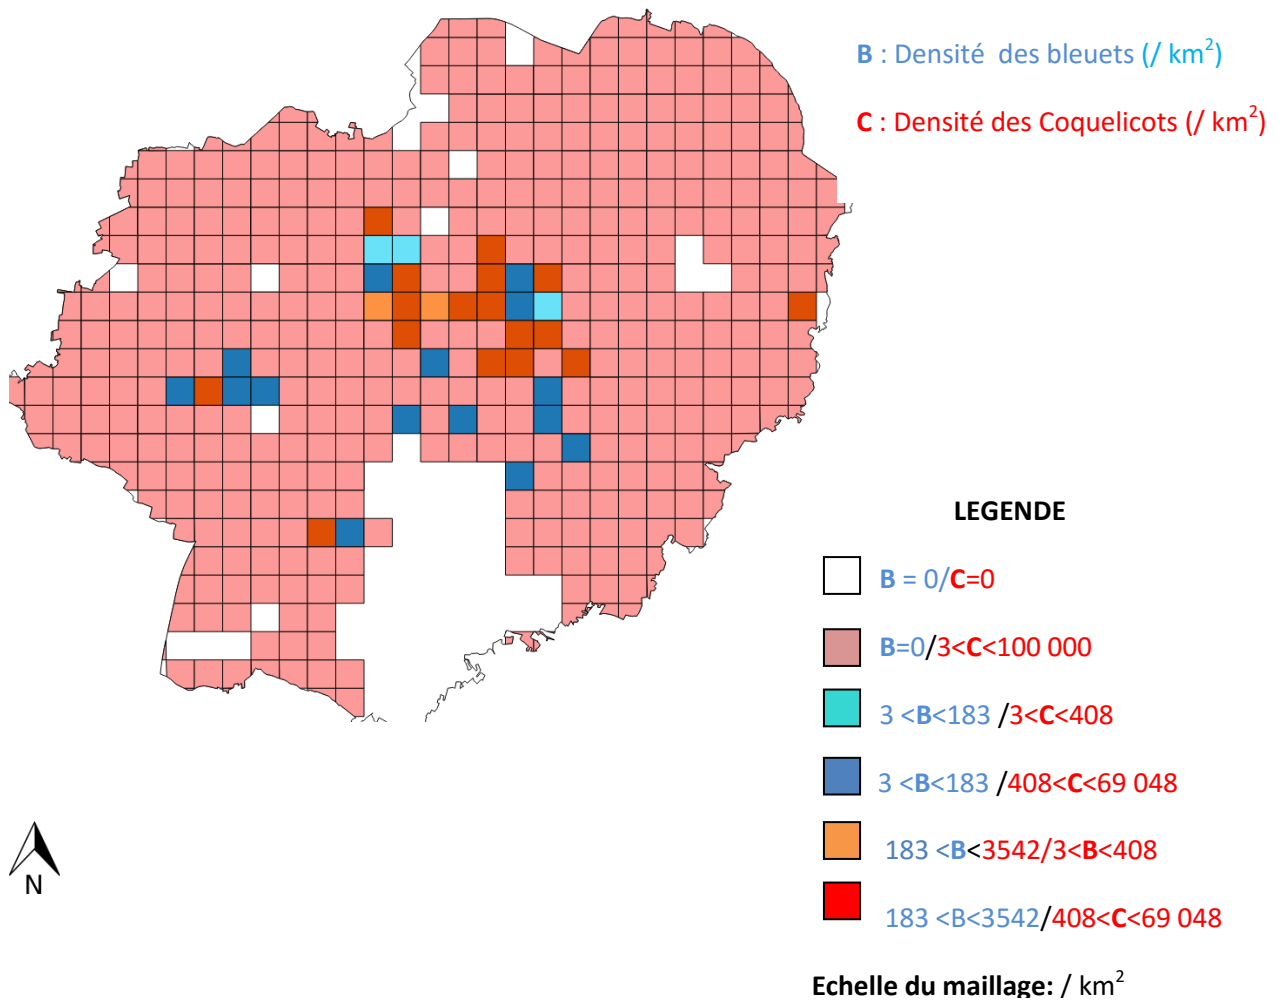 B : Densité des bleuets (/ km²)
C : Densité des Coquelicots (/ km²)
LEGENDE
B = 0/C=0
B=0/3<C<100 000
3 <B<183 /3<C<408
3 <B<183 /408<C<69 048
183 <B<3542/3<B<408
183 <B<3542/408<C<69 048
N
Echelle du maillage: / km²